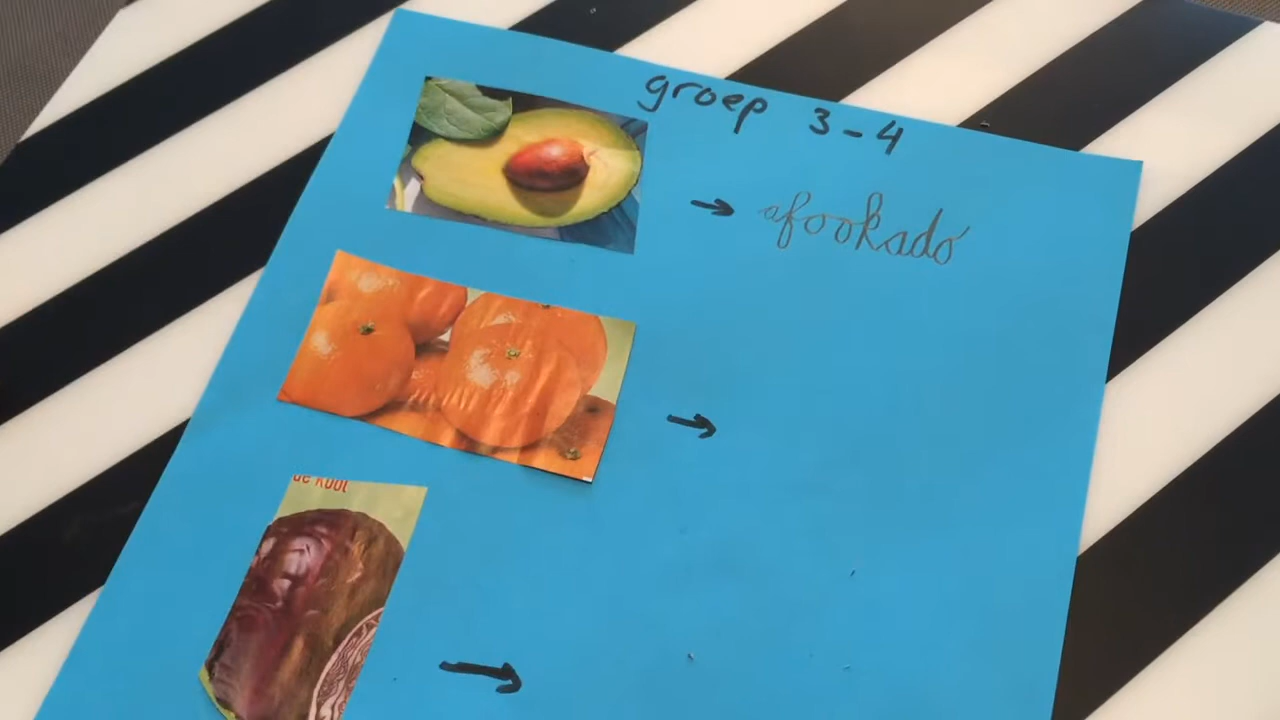 groep 3-4
→ afookado
→
de kool
→